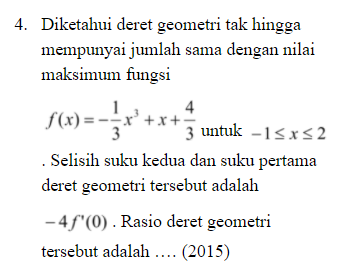 4. Diketahui deret geometri tak hingga
mempunyai jumlah sama dengan nilai
maksimum fungsi
f(x) = -\frac{1}{3}x^3 + x + \frac{4}{3} untuk -1 ≤ x ≤ 2
. Selisih suku kedua dan suku pertama
deret geometri tersebut adalah
-4f'(0) . Rasio deret geometri
tersebut adalah .... (2015)